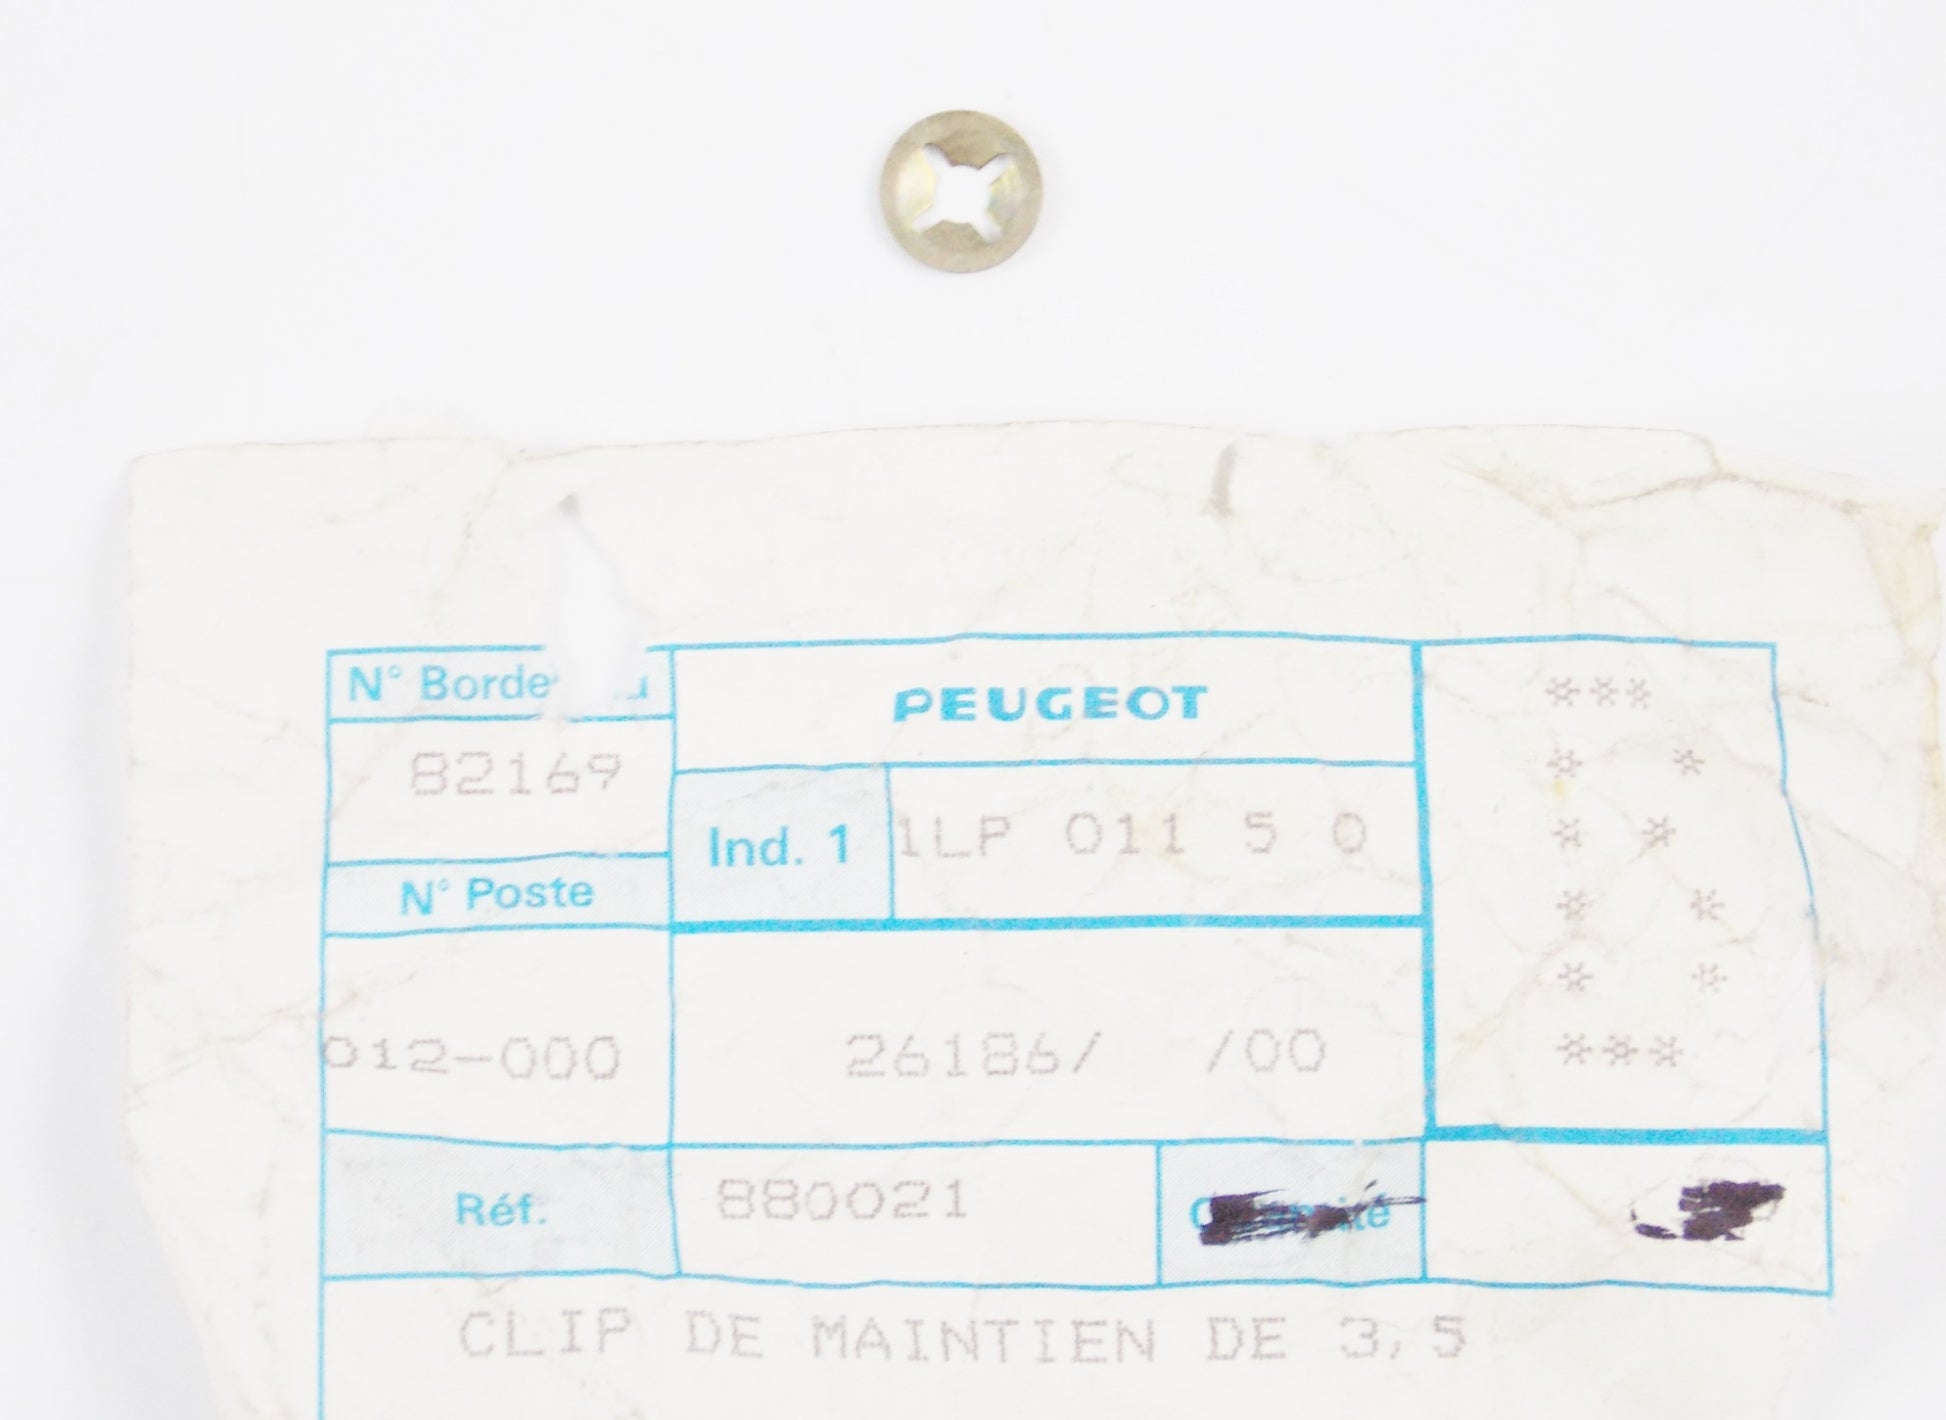 N° Borde
PEUGEOT
82169
Ind. 1
1LP 011 5 0
N° Poste
012-000
26186/ /00
***
* *
* *
* *
* *
***
Réf.
880021
CLIP DE MAINTIEN DE 3,5